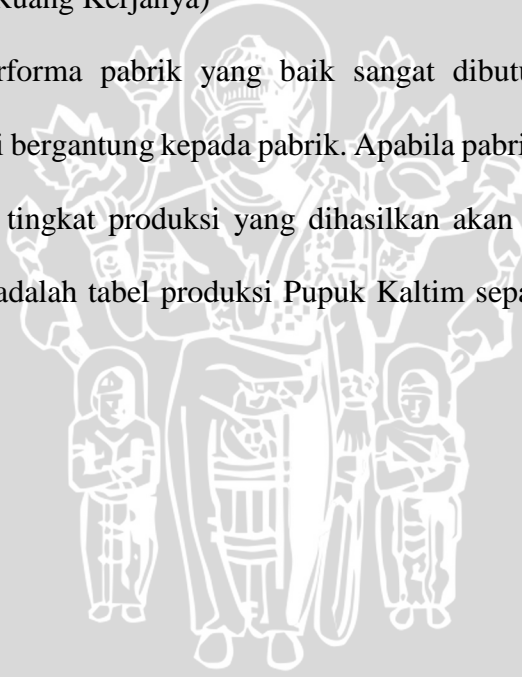 Ruang Kerjanya)
rforma pabrik yang baik sangat dibutu
i bergantung kepada pabrik. Apabila pabri
tingkat produksi yang dihasilkan akan
adalah tabel produksi Pupuk Kaltim sepa